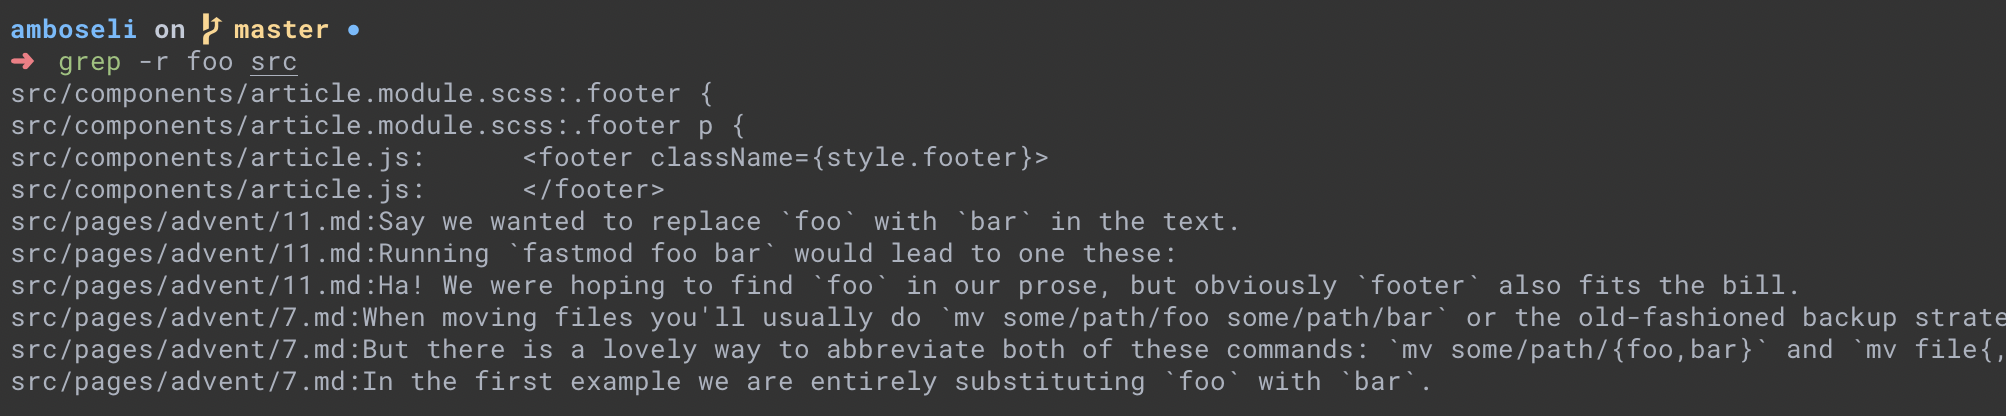 amboseli on master •
➜ grep -r foo src
src/components/article.module.scss:.footer {
src/components/article.module.scss:.footer p {
src/components/article.js:      <footer className={style.footer}>
src/components/article.js:      </footer>
src/pages/advent/11.md:Say we wanted to replace `foo` with `bar` in the text.
src/pages/advent/11.md:Running `fastmod foo bar` would lead to one these:
src/pages/advent/11.md:Ha! We were hoping to find `foo` in our prose, but obviously `footer` also fits the bill.
src/pages/advent/7.md:When moving files you'll usually do `mv some/path/foo some/path/bar` or the old-fashioned backup strate
src/pages/advent/7.md:But there is a lovely way to abbreviate both of these commands: `mv some/path/{foo,bar}` and `mv file{,
src/pages/advent/7.md:In the first example we are entirely substituting `foo` with `bar`.